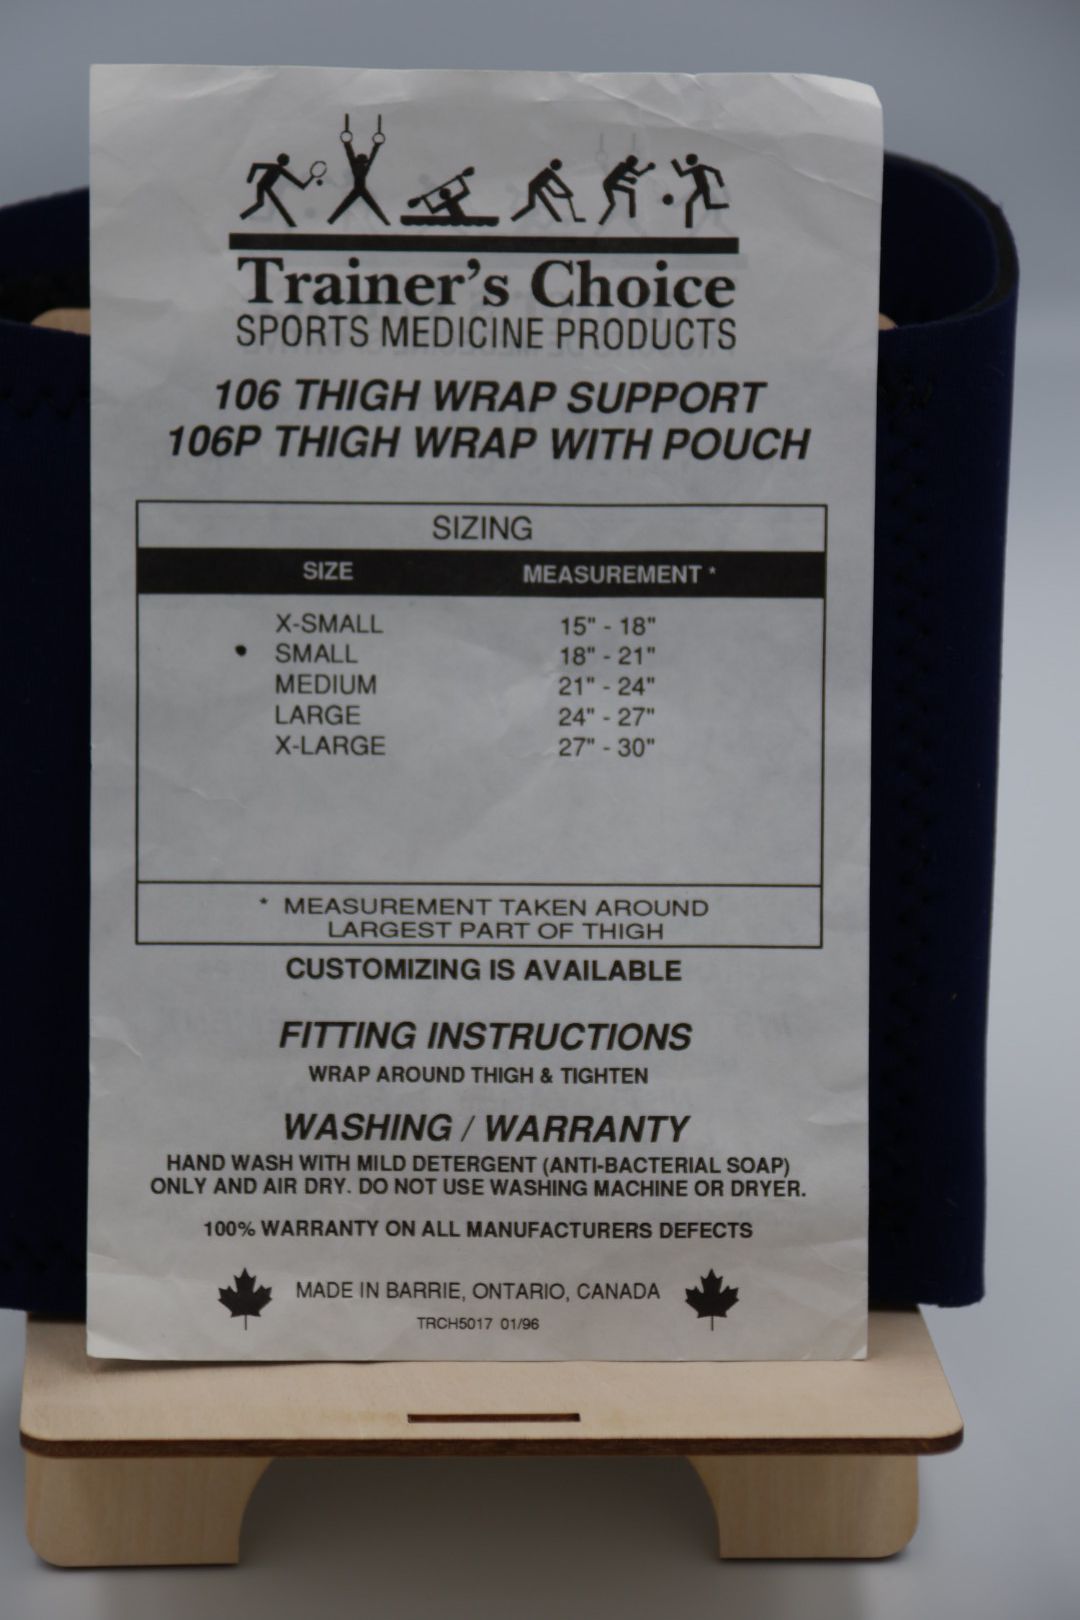 Trainer's Choice
SPORTS MEDICINE PRODUCTS
106 THIGH WRAP SUPPORT
106P THIGH WRAP WITH POUCH
SIZING
SIZE MEASUREMENT *
X-SMALL 15" - 18"
• SMALL 18" - 21"
MEDIUM 21" - 24"
LARGE 24" - 27"
X-LARGE 27" - 30"
* MEASUREMENT TAKEN AROUND
LARGEST PART OF THIGH
CUSTOMIZING IS AVAILABLE
FITTING INSTRUCTIONS
WRAP AROUND THIGH & TIGHTEN
WASHING / WARRANTY
HAND WASH WITH MILD DETERGENT (ANTI-BACTERIAL SOAP)
ONLY AND AIR DRY. DO NOT USE WASHING MACHINE OR DRYER.
100% WARRANTY ON ALL MANUFACTURERS DEFECTS
MADE IN BARRIE, ONTARIO, CANADA
TRCH5017 01/96